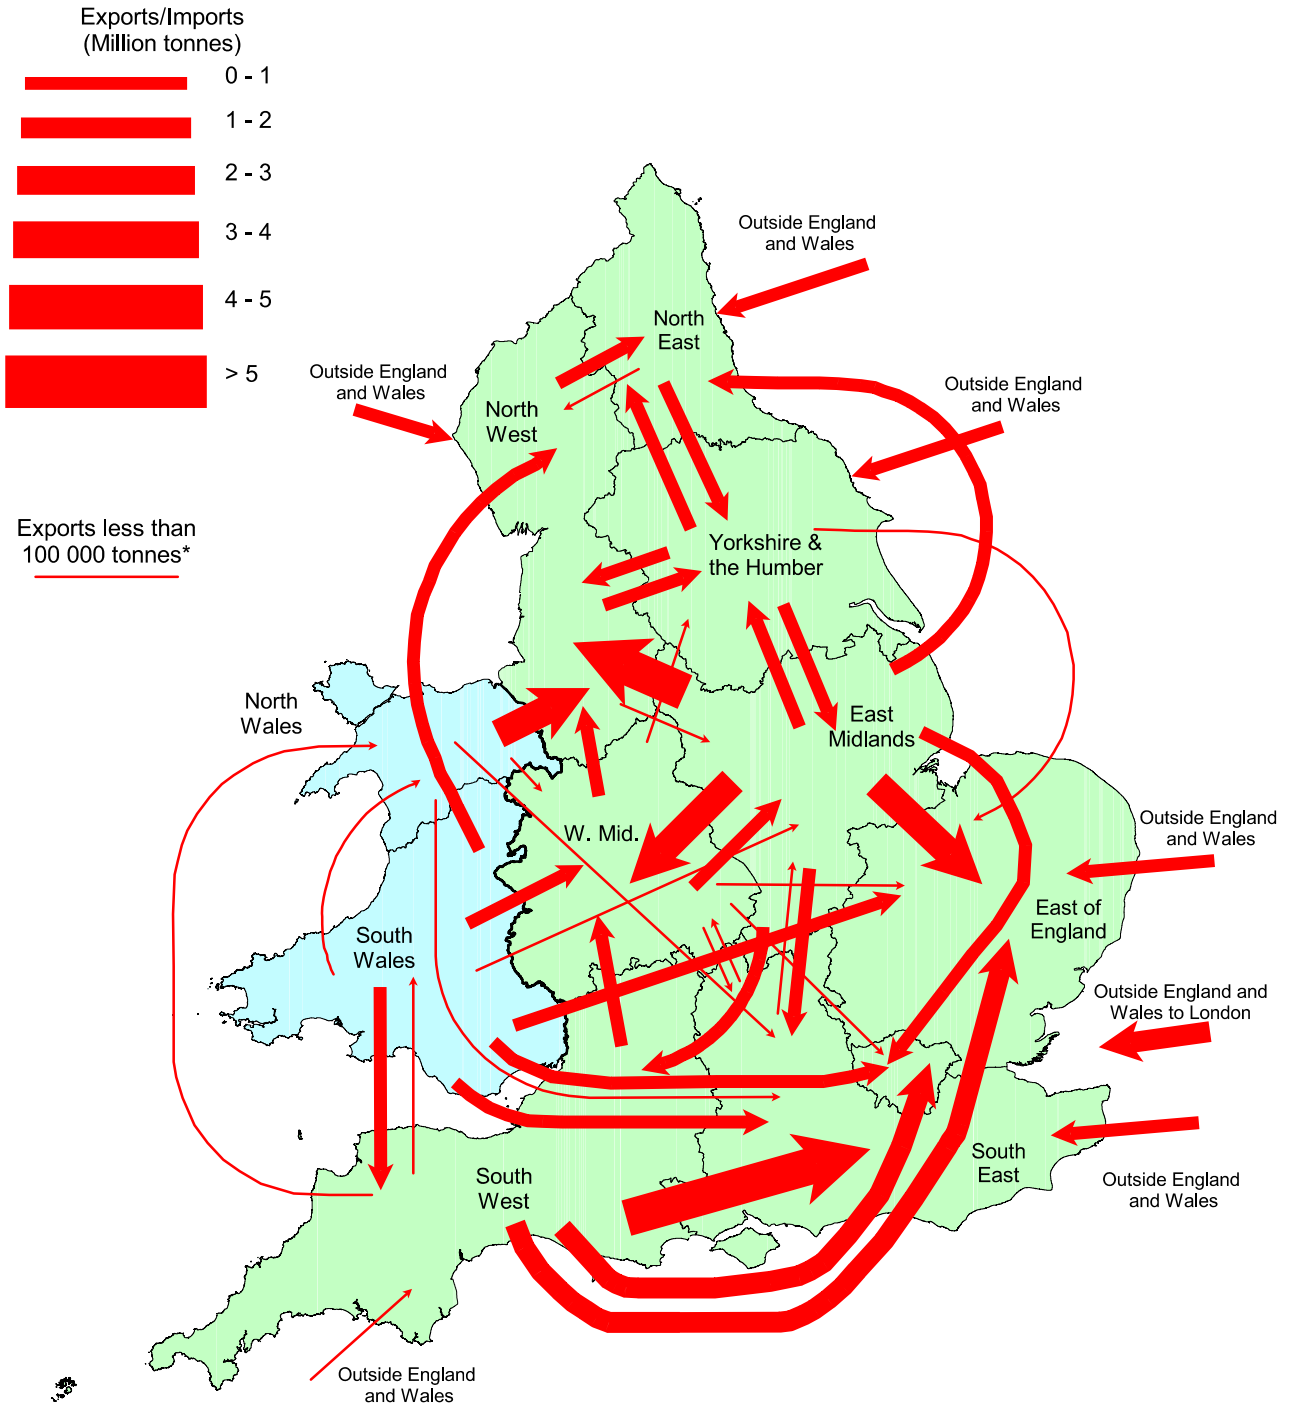 Exports/Imports
(Million tonnes)
0 - 1
1 - 2
2 - 3
3 - 4
4 - 5
> 5
Exports less than
100 000 tonnes*
Outside England
and Wales
North
East
Outside England
and Wales
North
West
Outside England
and Wales
Yorkshire &
the Humber
North
Wales
East
Midlands
W. Mid.
Outside England
and Wales
East of
England
South
Wales
Outside England and
Wales to London
South
East
South
West
Outside England
and Wales
Outside England
and Wales